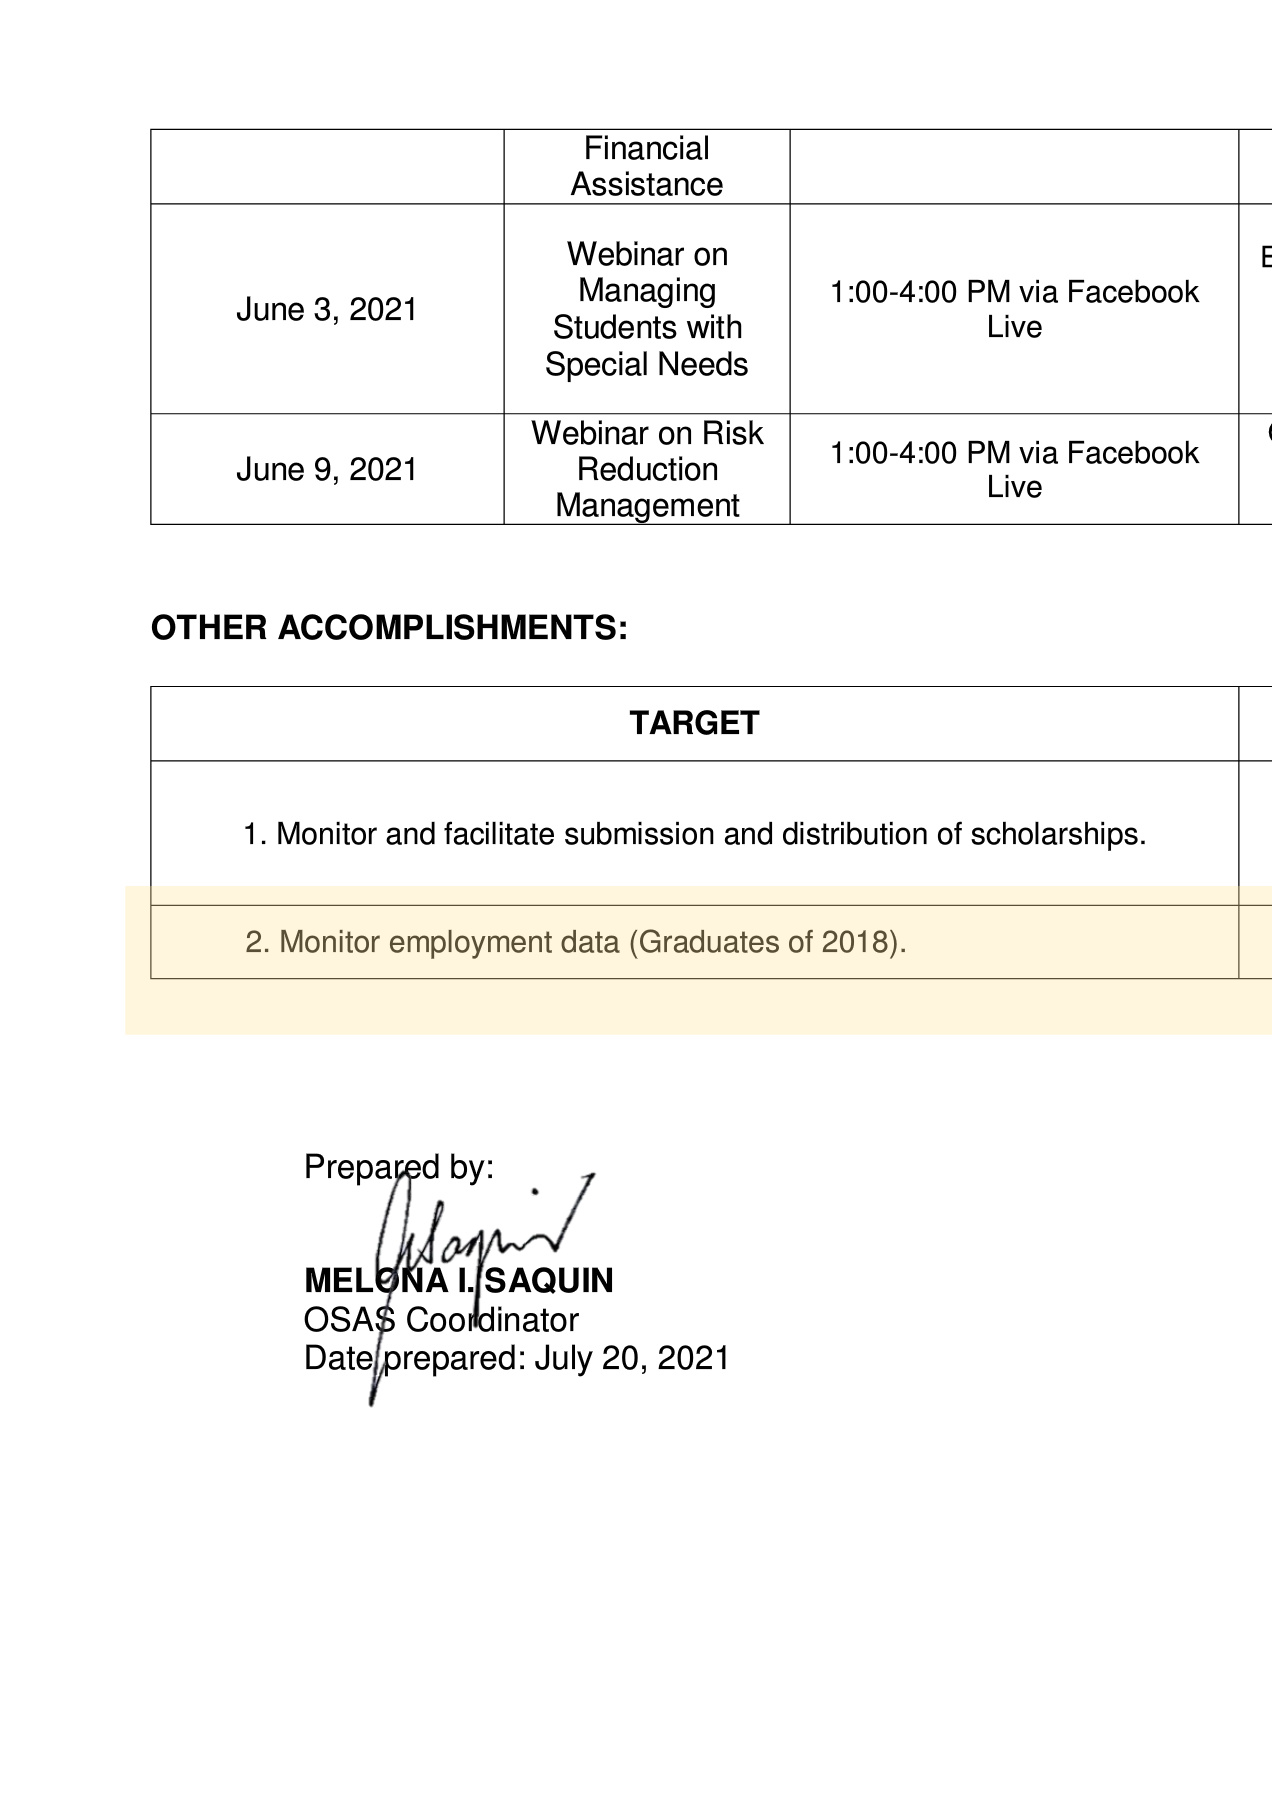 Financial
Assistance
June 3, 2021
Webinar on
Managing
Students with
Special Needs
1:00-4:00 PM via Facebook
Live
June 9, 2021
Webinar on Risk
Reduction
Management
1:00-4:00 PM via Facebook
Live
OTHER ACCOMPLISHMENTS:
TARGET
1. Monitor and facilitate submission and distribution of scholarships.
2. Monitor employment data (Graduates of 2018).
Prepared by:
MELONA I. SAQUIN
OSAS Coordinator
Date prepared: July 20, 2021